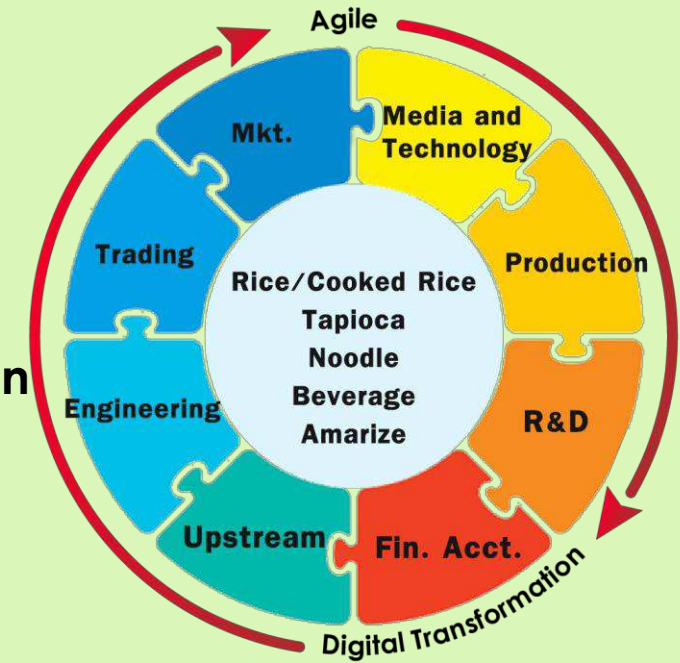 Agile
Mkt.
Media and
Technology
Trading
Production
Rice/Cooked Rice
Tapioca
Noodle
Beverage
Amarize
n
Engineering
R&D
Upstream
Fin. Acct.
Digital Transformation